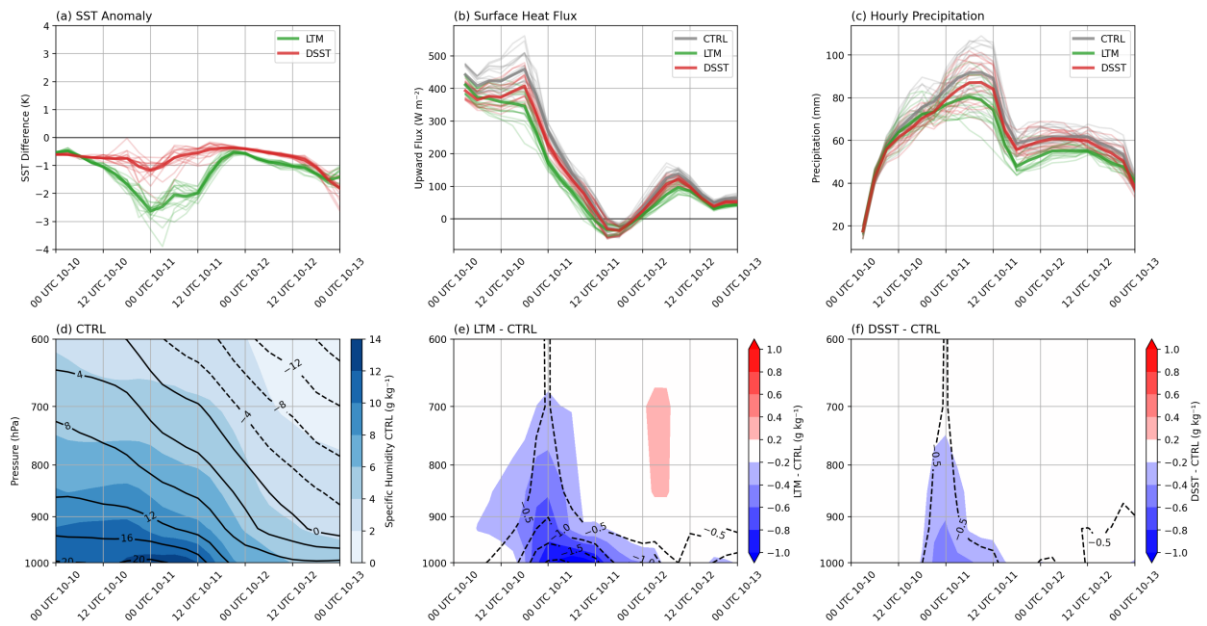 (a) SST Anomaly
4
3
2
1
0
−1
−2
−3
−4
SST Difference (K)
LTM
DSST
00 UTC 10-10
12 UTC 10-10
00 UTC 10-11
12 UTC 10-11
00 UTC 10-12
12 UTC 10-12
00 UTC 10-13
(b) Surface Heat Flux
500
400
300
200
100
0
Upward Flux (W m⁻²)
CTRL
LTM
DSST
00 UTC 10-10
12 UTC 10-10
00 UTC 10-11
12 UTC 10-11
00 UTC 10-12
12 UTC 10-12
00 UTC 10-13
(c) Hourly Precipitation
100
80
60
40
20
Precipitation (mm)
CTRL
LTM
DSST
00 UTC 10-10
12 UTC 10-10
00 UTC 10-11
12 UTC 10-11
00 UTC 10-12
12 UTC 10-12
00 UTC 10-13
(d) CTRL
600
700
800
900
1000
Pressure (hPa)
4
8
12
16
20
0
−4
−8
−12
14
12
10
8
6
4
2
0
Specific Humidity CTRL (g kg⁻¹)
00 UTC 10-10
12 UTC 10-10
00 UTC 10-11
12 UTC 10-11
00 UTC 10-12
12 UTC 10-12
00 UTC 10-13
(e) LTM - CTRL
600
700
800
900
1000
−0.5
−1.0
−0.5
−0.5
−1.5
−1.0
1.0
0.8
0.6
0.4
0.2
−0.2
−0.4
−0.6
−0.8
−1.0
LTM - CTRL (g kg⁻¹)
00 UTC 10-10
12 UTC 10-10
00 UTC 10-11
12 UTC 10-11
00 UTC 10-12
12 UTC 10-12
00 UTC 10-13
(f) DSST - CTRL
600
700
800
900
1000
−0.5
−0.5
−0.5
1.0
0.8
0.6
0.4
0.2
−0.2
−0.4
−0.6
−0.8
−1.0
DSST - CTRL (g kg⁻¹)
00 UTC 10-10
12 UTC 10-10
00 UTC 10-11
12 UTC 10-11
00 UTC 10-12
12 UTC 10-12
00 UTC 10-13